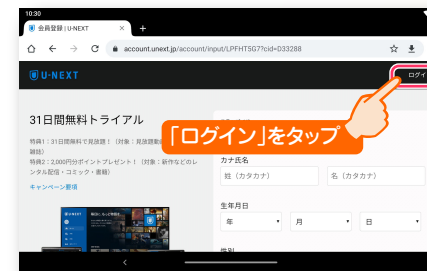 10:30
会員登録 | U-NEXT
account.unext.jp/account/input/LPFHT5G7?cid=D33288
U-NEXT
ログイ
31日間無料トライアル
特典1：31日間無料で見放題！（対象：見放題動
雑誌）
特典2：2,000円分ポイントプレゼント！（対象：新作などのレ
ンタル配信・コミック・書籍）
キャンペーン要項
「ログイン」をタップ
カナ氏名
姓（カタカナ）
名（カタカナ）
生年月日
年
月
日
性別